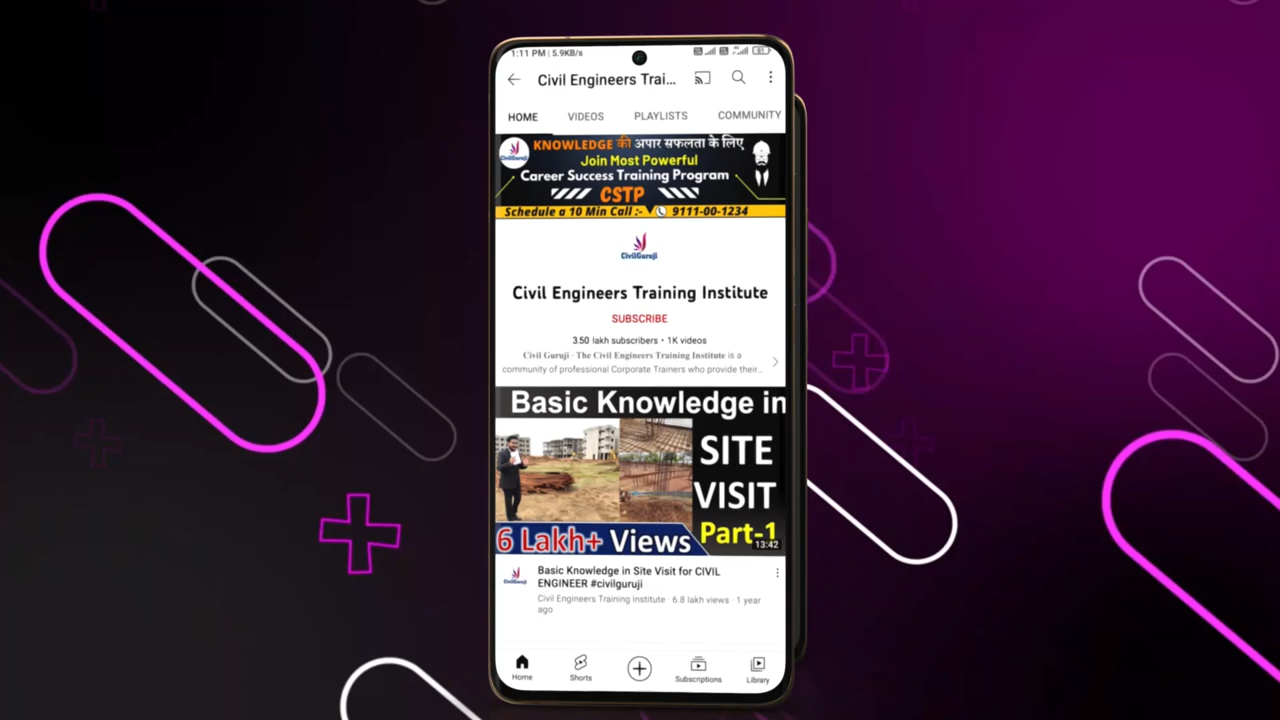 1:11 PM | 5.9KB/s
Civil Engineers Trai...
HOME VIDEOS PLAYLISTS COMMUNITY
CivilGuruji
KNOWLEDGE की अपार सफलता के लिए
Join Most Powerful
Career Success Training Program
CSTP
Schedule a 10 Min Call :- 9111-00-1234
CivilGuruji
Civil Engineers Training Institute
SUBSCRIBE
3.50 lakh subscribers • 1K videos
Civil Guruji - The Civil Engineers Training Institute is a
community of professional Corporate Trainers who provide their...
Basic Knowledge in
SITE
VISIT
Part-1
6 Lakh+ Views
13:42
CivilGuruji
Basic Knowledge in Site Visit for CIVIL
ENGINEER #civilguruji
Civil Engineers Training Institute · 6.8 lakh views · 1 year
ago
Home Shorts Subscriptions Library